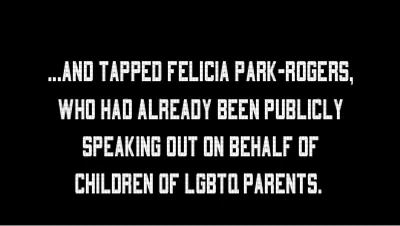 ...AND TAPPED FELICIA PARK-ROGERS,
WHO HAD ALREADY BEEN PUBLICLY
SPEAKING OUT ON BEHALF OF
CHILDREN OF LGBTQ PARENTS.